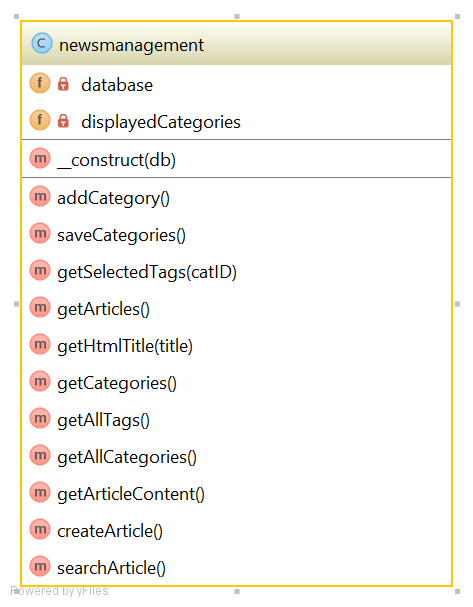 C newsmanagement
f database
f displayedCategories
m __construct(db)
m addCategory()
m saveCategories()
m getSelectedTags(catID)
m getArticles()
m getHtmlTitle(title)
m getCategories()
m getAllTags()
m getAllCategories()
m getArticleContent()
m createArticle()
m searchArticle()
Powered by yFiles